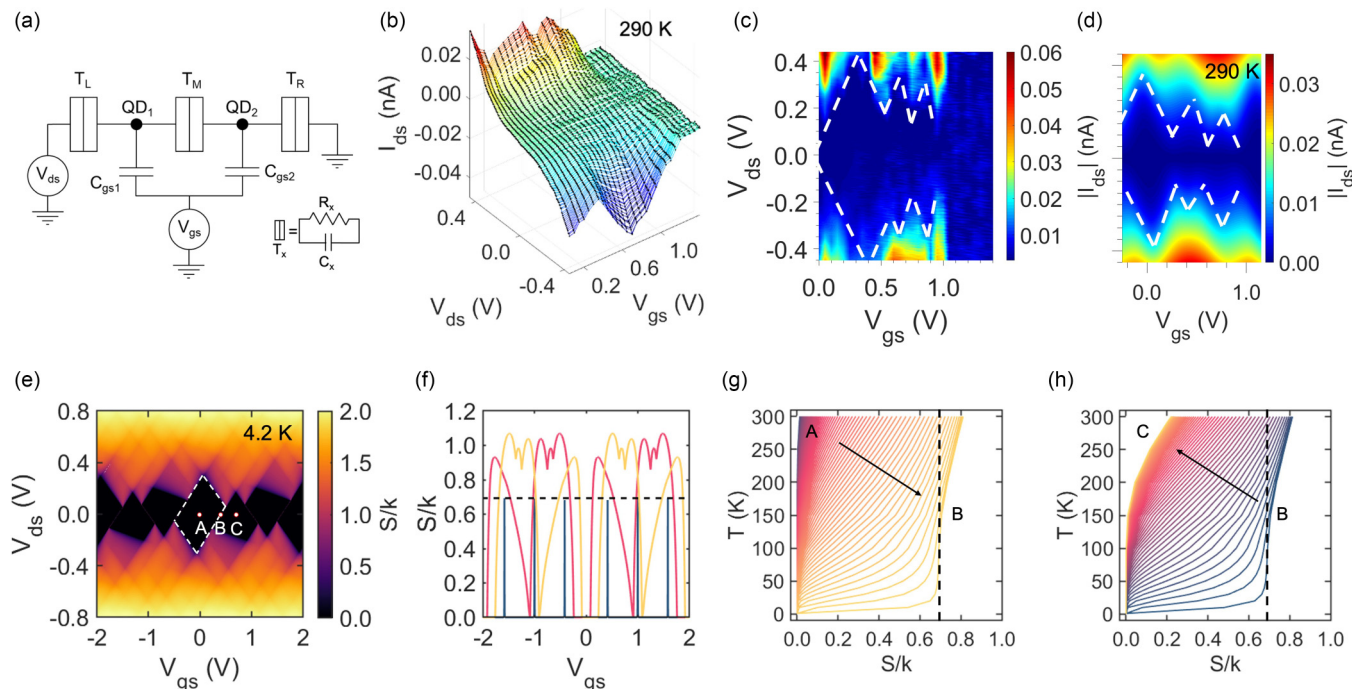 (a)
T_L
T_M
T_R
QD_1
QD_2
V_ds
C_gs1
C_gs2
V_gs
T_x
=
R_x
C_x
(b)
290 K
I_ds (nA)
0.02
0.00
-0.02
-0.04
0.4
0.0
-0.4
V_ds (V)
0.2
0.6
1.0
V_gs (V)
(c)
V_ds (V)
0.4
0.2
0.0
-0.2
-0.4
0.0
0.5
1.0
V_gs (V)
0.06
0.05
0.04
0.03
0.02
0.01
||I_ds| (nA)
(d)
290 K
0.0
1.0
V_gs (V)
0.03
0.02
0.01
0.00
||I_ds| (nA)
(e)
4.2 K
V_ds (V)
0.8
0.4
0.0
-0.4
-0.8
A
B
C
-2
-1
0
1
2
V_gs (V)
2.0
1.5
1.0
0.5
0.0
S/k
(f)
S/k
1.2
1.0
0.8
0.6
0.4
0.2
0.0
-2
-1
0
1
2
V_gs
(g)
T (K)
300
250
200
150
100
50
0
A
B
0.0
0.2
0.4
0.6
0.8
1.0
S/k
(h)
T (K)
300
250
200
150
100
50
0
C
B
0.0
0.2
0.4
0.6
0.8
1.0
S/k